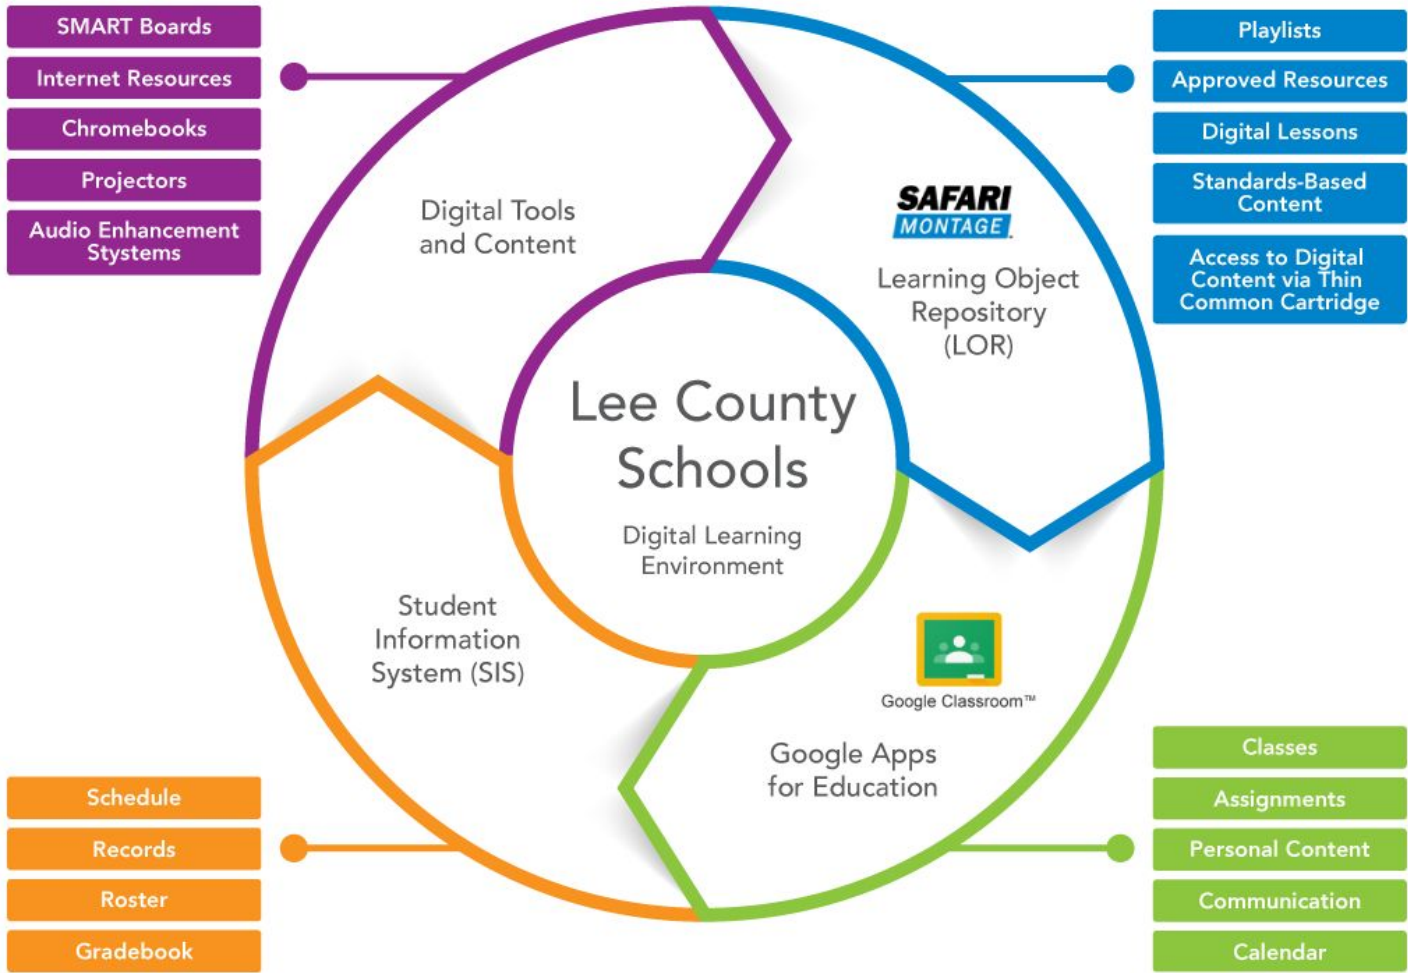 SMART Boards
Internet Resources
Chromebooks
Projectors
Audio Enhancement
Stystems
Digital Tools
and Content
Playlists
Approved Resources
Digital Lessons
Standards-Based
Content
Access to Digital
Content via Thin
Common Cartridge
SAFARI
MONTAGE
Learning Object
Repository
(LOR)
Lee County
Schools
Digital Learning
Environment
Student
Information
System (SIS)
Schedule
Records
Roster
Gradebook
Google Classroom™
Google Apps
for Education
Classes
Assignments
Personal Content
Communication
Calendar